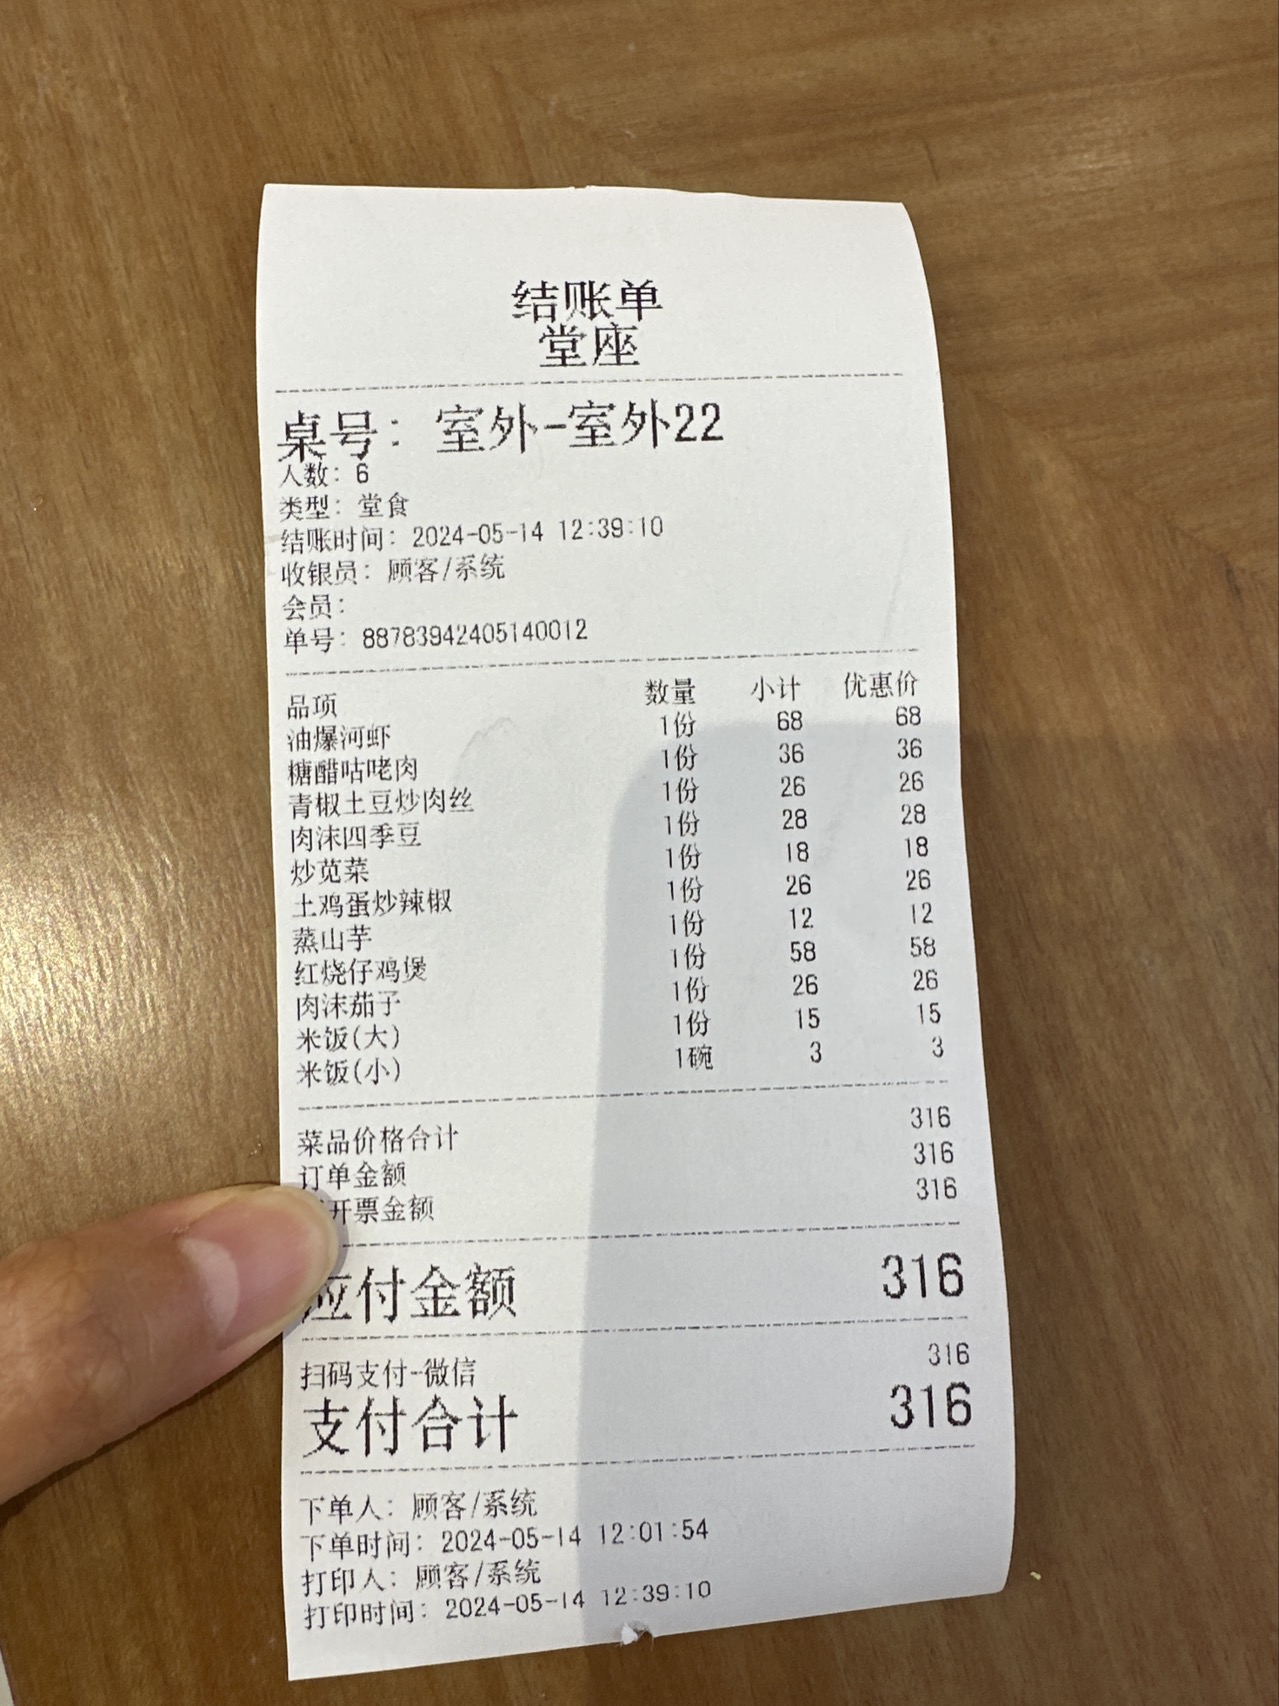 结账单
堂座
桌号：室外-室外22
人数：6
类型：堂食
结账时间：2024-05-14 12:39:10
收银员：顾客/系统
会员：
单号：88783942405140012
品项 数量 小计 优惠价
油爆河虾 1份 68 68
糖醋咕咾肉 1份 36 36
青椒土豆炒肉丝 1份 26 26
肉沫四季豆 1份 28 28
炒苋菜 1份 18 18
土鸡蛋炒辣椒 1份 26 26
蒸山芋 1份 12 12
红烧仔鸡煲 1份 58 58
肉沫茄子 1份 26 26
米饭(大) 1份 15 15
米饭(小) 1碗 3 3
菜品价格合计 316
订单金额 316
开票金额 316
应付金额 316
扫码支付-微信 316
支付合计 316
下单人：顾客/系统
下单时间：2024-05-14 12:01:54
打印人：顾客/系统
打印时间：2024-05-14 12:39:10